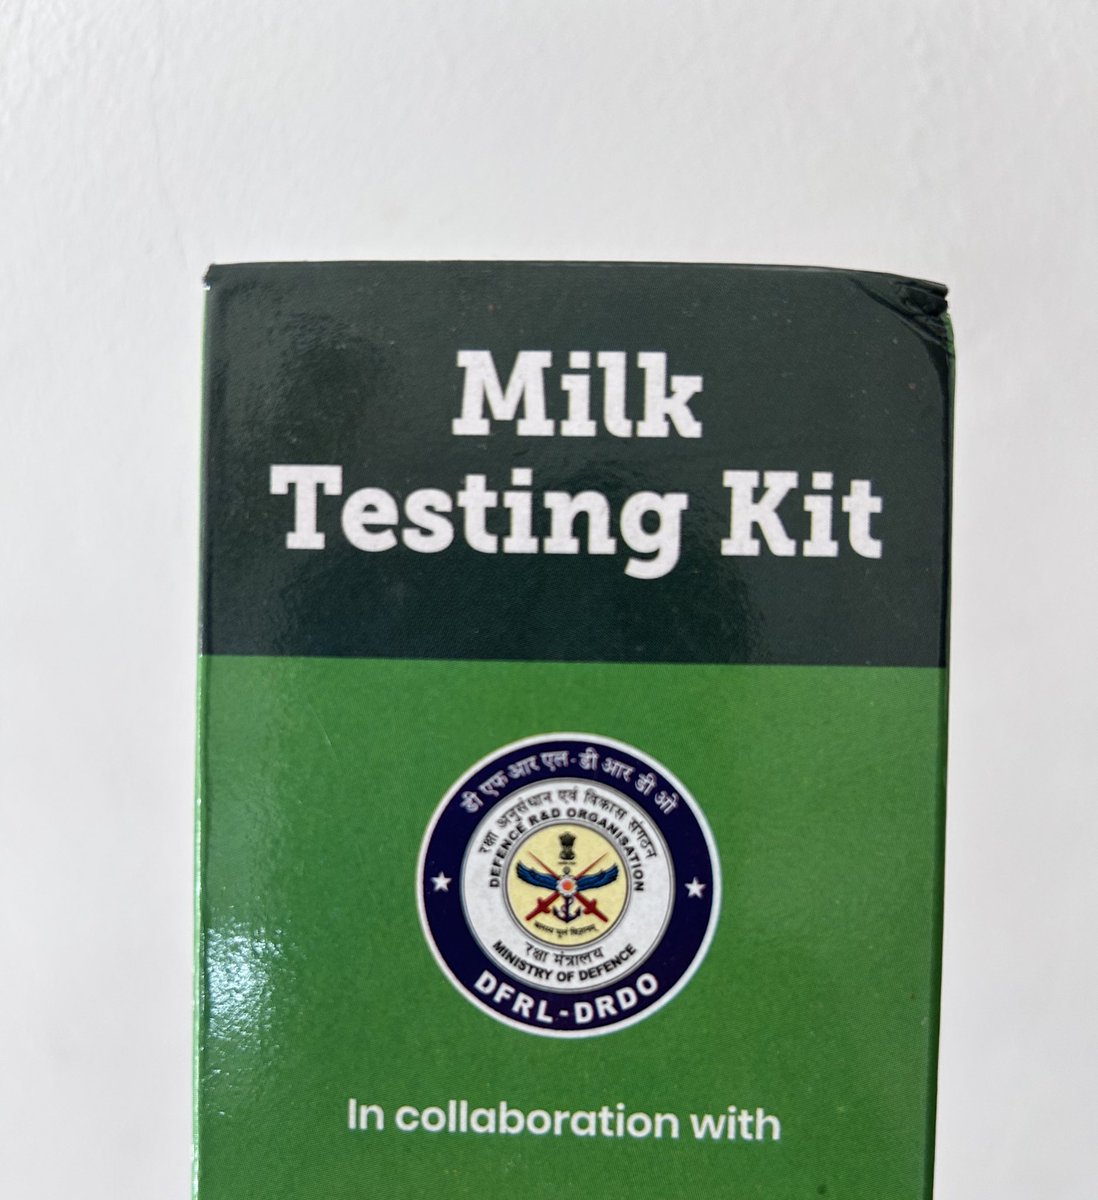 Milk
Testing Kit
डी एफ आर एल - डी आर डी ओ
रक्षा अनुसंधान एवं विकास संगठन
DEFENCE R&D ORGANISATION
रक्षा मंत्रालय
MINISTRY OF DEFENCE
DFRL-DRDO
In collaboration with